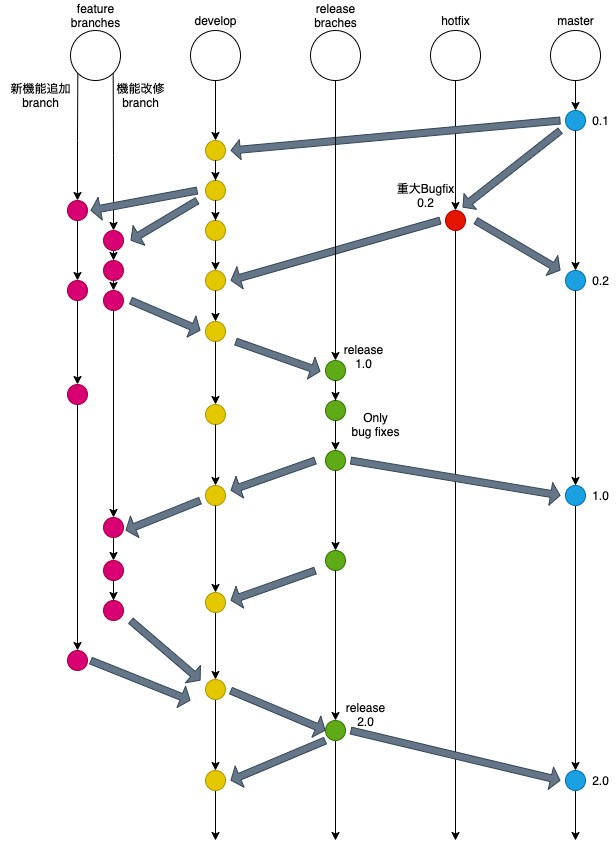 feature
branches
develop
release
braches
hotfix
master
新機能追加
branch
機能改修
branch
0.1
重大Bugfix
0.2
0.2
release
1.0
Only
bug fixes
1.0
release
2.0
2.0